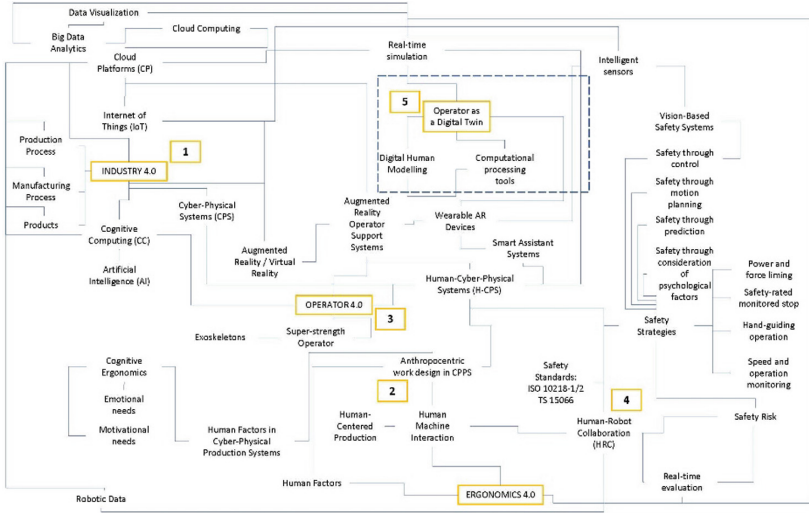 Data Visualization
Big Data
Analytics
Cloud Computing
Cloud
Platforms (CP)
Real-time
simulation
Intelligent
sensors
Internet of
Things (IoT)
5
Operator as
a Digital Twin
Vision-Based
Safety Systems
Production
Process
1
INDUSTRY 4.0
Digital Human
Modelling
Computational
processing
tools
Safety through
control
Manufacturing
Process
Safety through
motion
planning
Products
Cyber-Physical
Systems (CPS)
Augmented
Reality
Operator
Support
Systems
Wearable AR
Devices
Safety through
prediction
Cognitive
Computing (CC)
Augmented
Reality / Virtual
Reality
Smart Assistant
Systems
Safety through
consideration
of
psychological
factors
Artificial
Intelligence (AI)
Human-Cyber-Physical
Systems (H-CPS)
Power and
force liming
Safety-rated
monitored stop
OPERATOR 4.0
3
Exoskeletons
Super-strength
Operator
Safety
Strategies
Hand-guiding
operation
Cognitive
Ergonomics
Anthropocentric
work design in CPPS
Safety
Standards:
ISO 10218-1/2
TS 15066
Speed and
operation
monitoring
Emotional
needs
2
4
Motivational
needs
Human Factors in
Cyber-Physical
Production Systems
Human-
Centered
Production
Human
Machine
Interaction
Human-Robot
Collaboration
(HRC)
Safety Risk
Robotic Data
Human Factors
ERGONOMICS 4.0
Real-time
evaluation